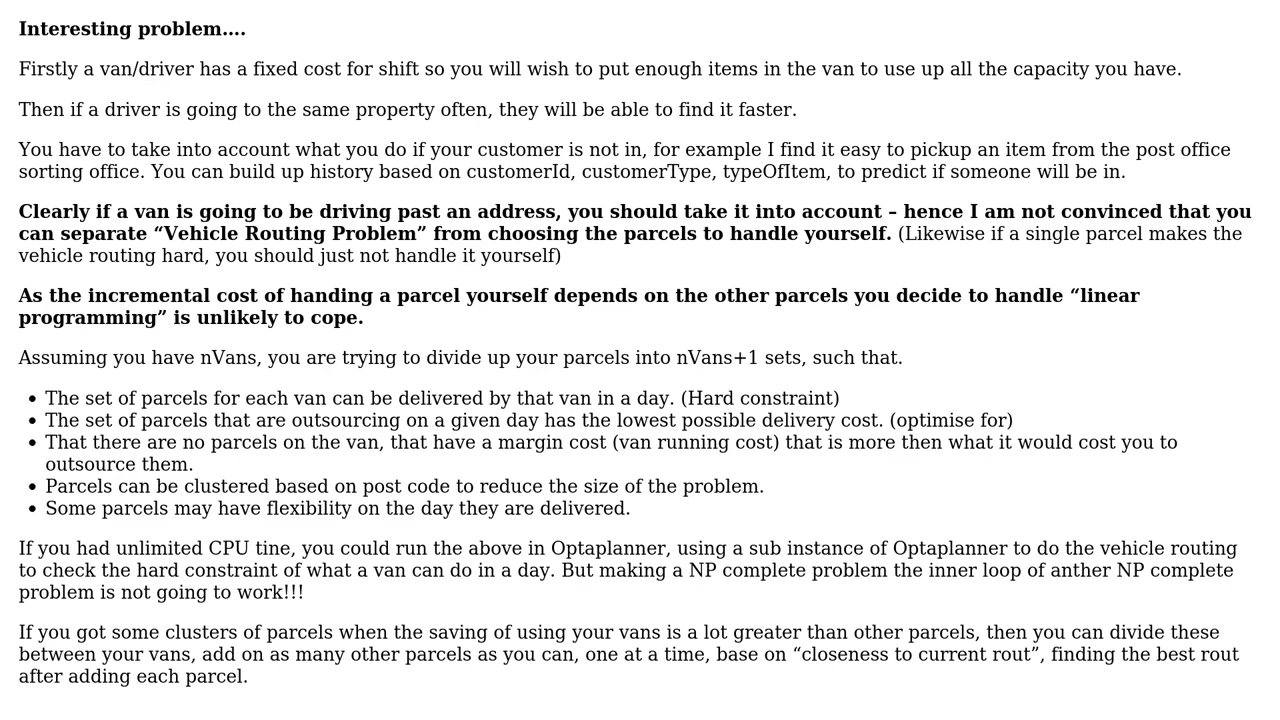 Interesting problem….
Firstly a van/driver has a fixed cost for shift so you will wish to put enough items in the van to use up all the capacity you have.
Then if a driver is going to the same property often, they will be able to find it faster.
You have to take into account what you do if your customer is not in, for example I find it easy to pickup an item from the post office
sorting office. You can build up history based on customerId, customerType, typeOfItem, to predict if someone will be in.
Clearly if a van is going to be driving past an address, you should take it into account – hence I am not convinced that you
can separate “Vehicle Routing Problem” from choosing the parcels to handle yourself. (Likewise if a single parcel makes the
vehicle routing hard, you should just not handle it yourself)
As the incremental cost of handing a parcel yourself depends on the other parcels you decide to handle “linear
programming” is unlikely to cope.
Assuming you have nVans, you are trying to divide up your parcels into nVans+1 sets, such that.
• The set of parcels for each van can be delivered by that van in a day. (Hard constraint)
• The set of parcels that are outsourcing on a given day has the lowest possible delivery cost. (optimise for)
• That there are no parcels on the van, that have a margin cost (van running cost) that is more then what it would cost you to
outsource them.
• Parcels can be clustered based on post code to reduce the size of the problem.
• Some parcels may have flexibility on the day they are delivered.
If you had unlimited CPU tine, you could run the above in Optaplanner, using a sub instance of Optaplanner to do the vehicle routing
to check the hard constraint of what a van can do in a day. But making a NP complete problem the inner loop of anther NP complete
problem is not going to work!!!
If you got some clusters of parcels when the saving of using your vans is a lot greater than other parcels, then you can divide these
between your vans, add on as many other parcels as you can, one at a time, base on “closeness to current rout”, finding the best rout
after adding each parcel.